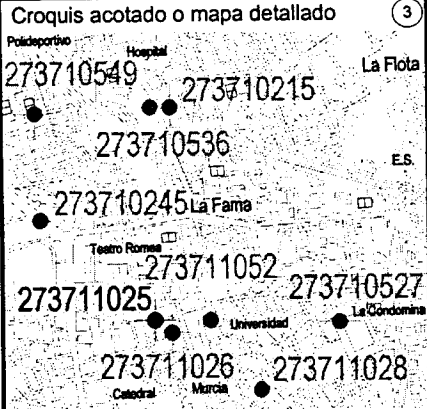 Croquis acotado o mapa detallado 3
Polideportivo
Hospital
La Flota
273710549
273710215
273710536
E.S.
273710245 La Fama
Teatro Romea
273711052
273710527
273711025
La Condomina
Universidad
273711026
273711028
Catedral
Murcia